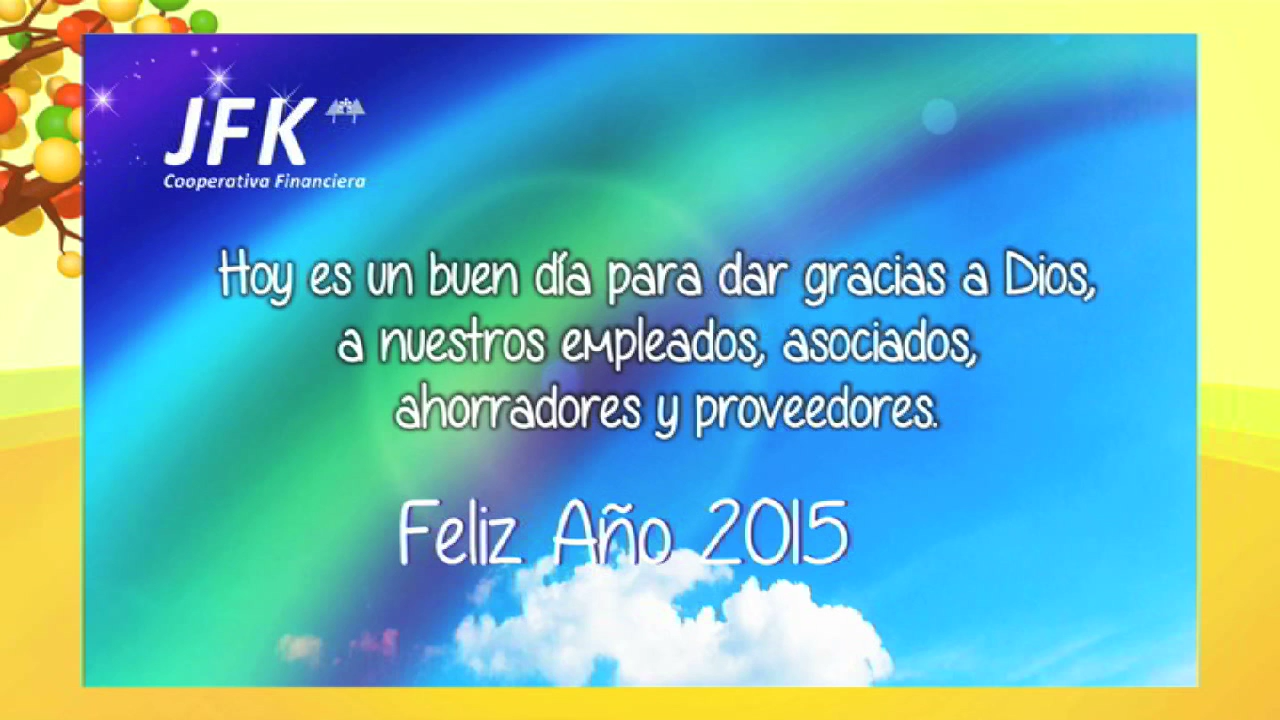 JFK
Cooperativa Financiera
Hoy es un buen día para dar gracias a Dios,
a nuestros empleados, asociados,
ahorradores y proveedores.
Feliz Año 2015